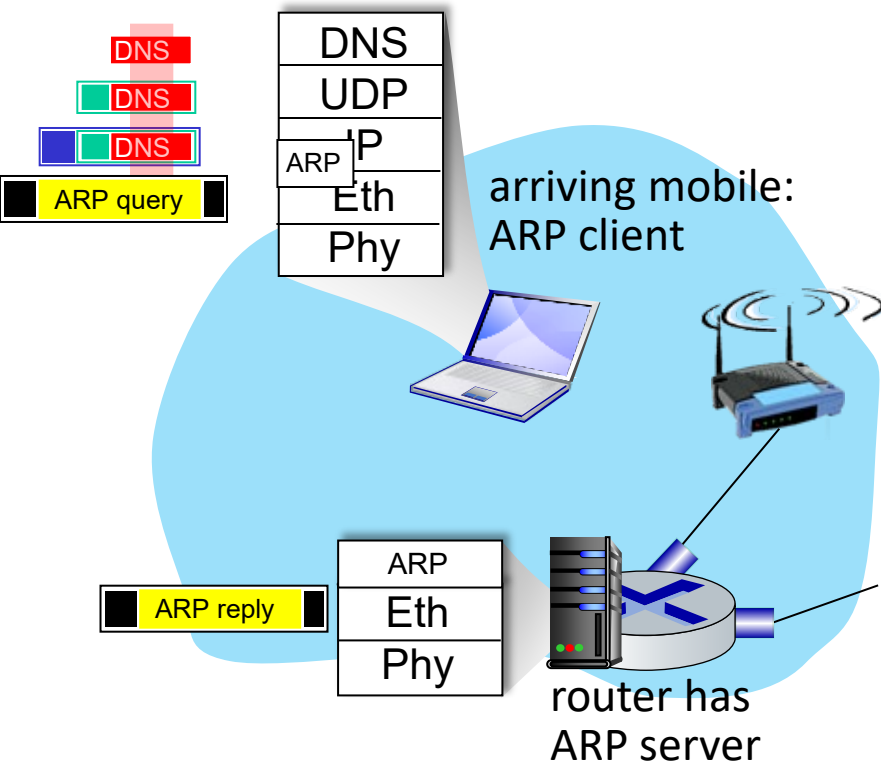 DNS
DNS
DNS
ARP query
DNS
UDP
IP
ARP
Eth
Phy
arriving mobile:
ARP client
ARP reply
ARP
Eth
Phy
router has
ARP server